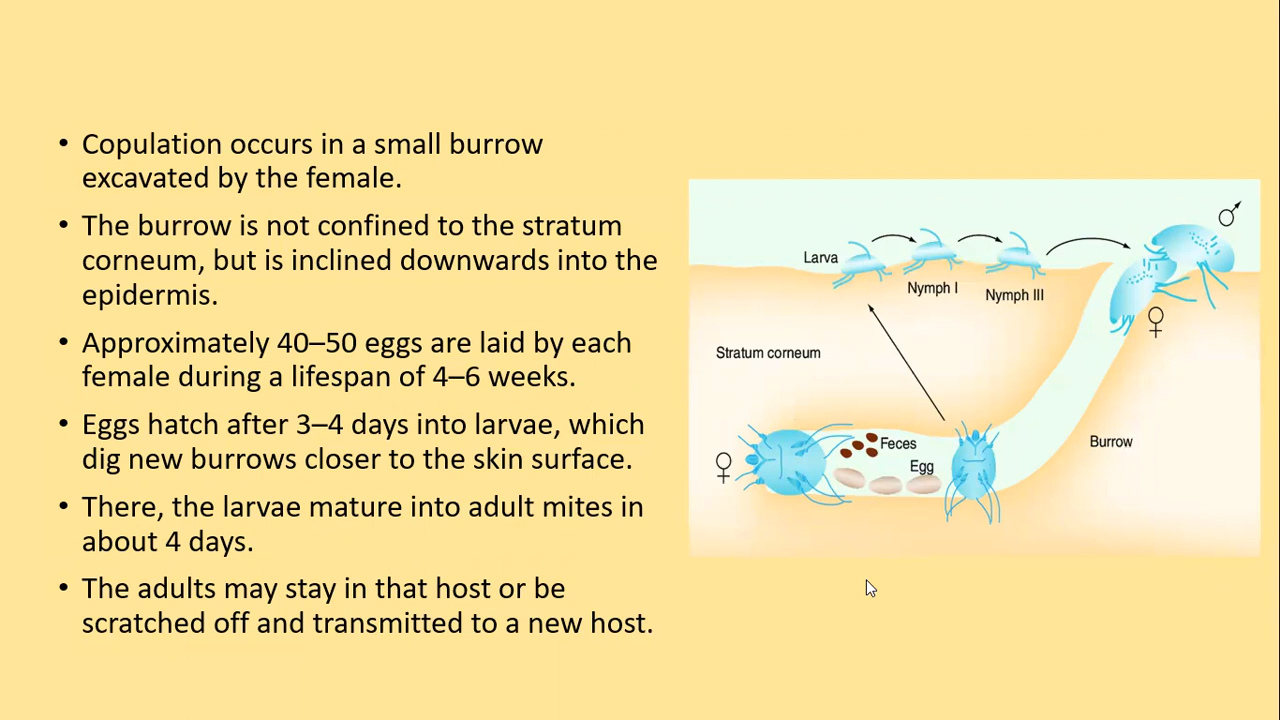 • Copulation occurs in a small burrow
excavated by the female.
• The burrow is not confined to the stratum
corneum, but is inclined downwards into the
epidermis.
• Approximately 40–50 eggs are laid by each
female during a lifespan of 4–6 weeks.
• Eggs hatch after 3–4 days into larvae, which
dig new burrows closer to the skin surface.
• There, the larvae mature into adult mites in
about 4 days.
• The adults may stay in that host or be
scratched off and transmitted to a new host.
♂
Larva
Nymph I
Nymph III
♀
Stratum corneum
Burrow
Feces
Egg
♀